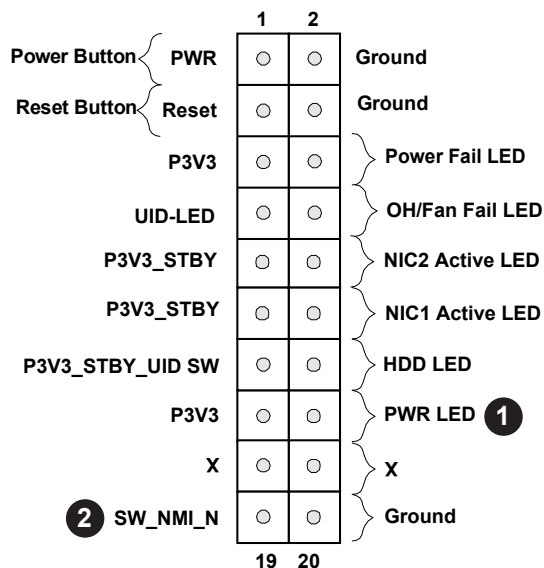 1 2
Power Button PWR Ground
Reset Button Reset Ground
P3V3 Power Fail LED
UID-LED OH/Fan Fail LED
P3V3_STBY NIC2 Active LED
P3V3_STBY NIC1 Active LED
P3V3_STBY_UID SW HDD LED
P3V3 PWR LED 1
X X
2 SW_NMI_N Ground
19 20